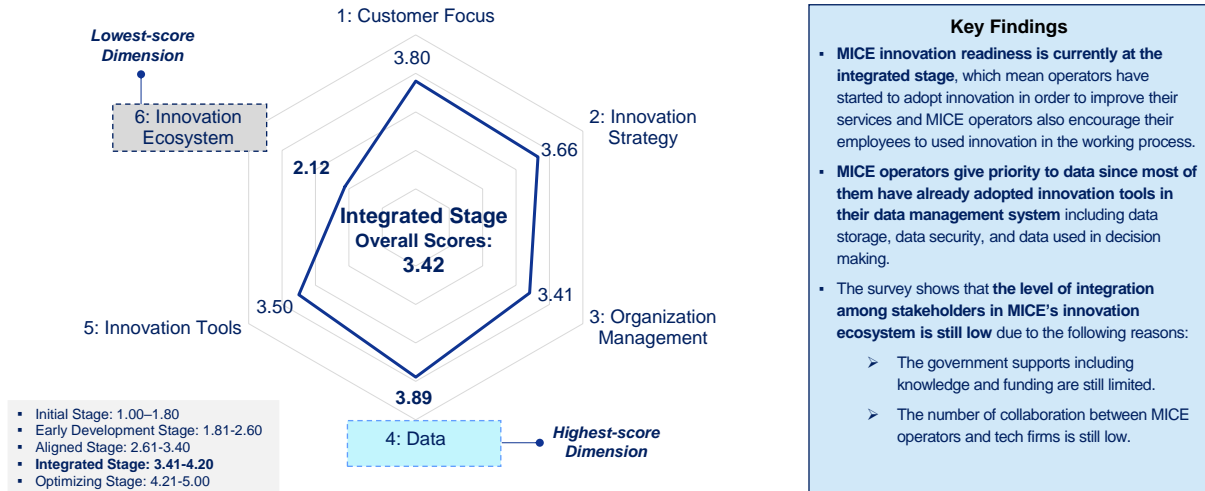 1: Customer Focus
Lowest-score
Dimension
3.80
6: Innovation
Ecosystem
2: Innovation
Strategy
3.66
2.12
Integrated Stage
Overall Scores:
3.42
3.50
3.41
5: Innovation Tools
3: Organization
Management
3.89
4: Data
Highest-score
Dimension
▪ Initial Stage: 1.00–1.80
▪ Early Development Stage: 1.81-2.60
▪ Aligned Stage: 2.61-3.40
▪ Integrated Stage: 3.41-4.20
▪ Optimizing Stage: 4.21-5.00
Key Findings
▪ MICE innovation readiness is currently at the
integrated stage, which mean operators have
started to adopt innovation in order to improve their
services and MICE operators also encourage their
employees to used innovation in the working process.
▪ MICE operators give priority to data since most of
them have already adopted innovation tools in
their data management system including data
storage, data security, and data used in decision
making.
▪ The survey shows that the level of integration
among stakeholders in MICE's innovation
ecosystem is still low due to the following reasons:
➢ The government supports including
knowledge and funding are still limited.
➢ The number of collaboration between MICE
operators and tech firms is still low.